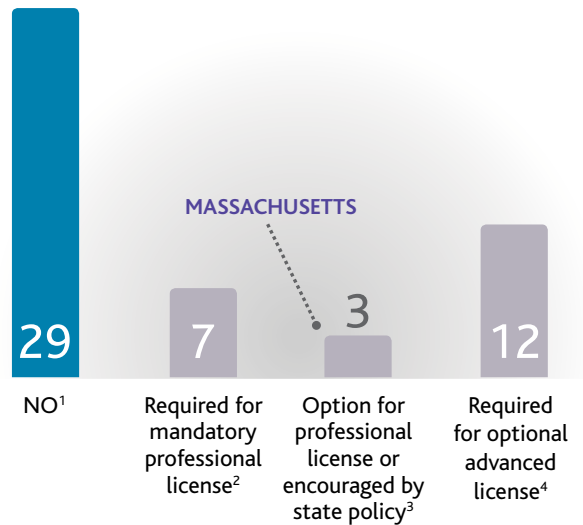 MASSACHUSETTS
29
7
3
12
NO¹
Required for
mandatory
professional
license²
Option for
professional
license or
encouraged by
state policy³
Required
for optional
advanced
license⁴